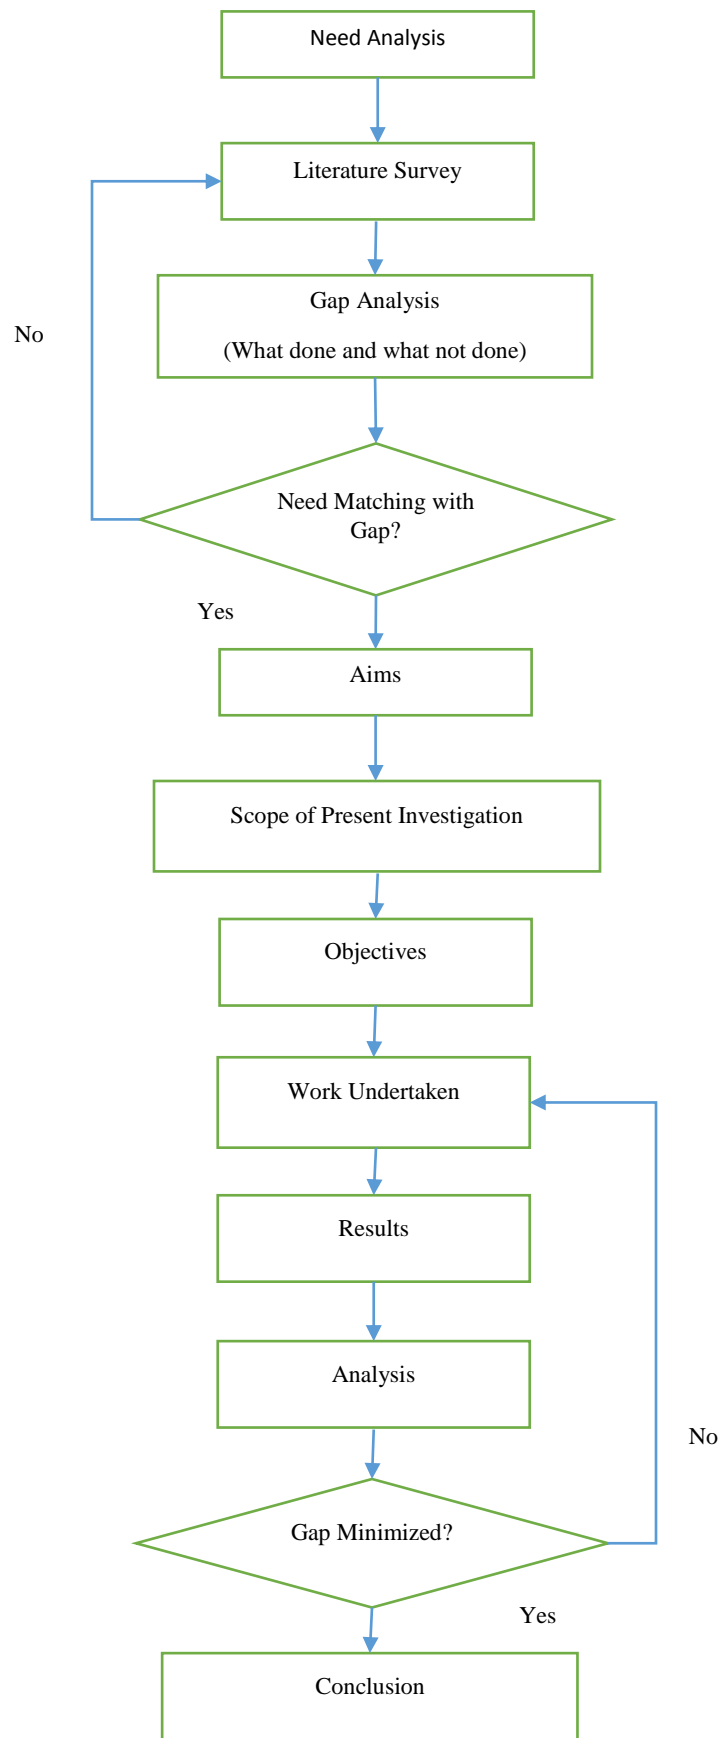 Need Analysis
Literature Survey
Gap Analysis
No
(What done and what not done)
Need Matching with
Gap?
Yes
Aims
Scope of Present Investigation
Objectives
Work Undertaken
Results
Analysis
No
Gap Minimized?
Yes
Conclusion